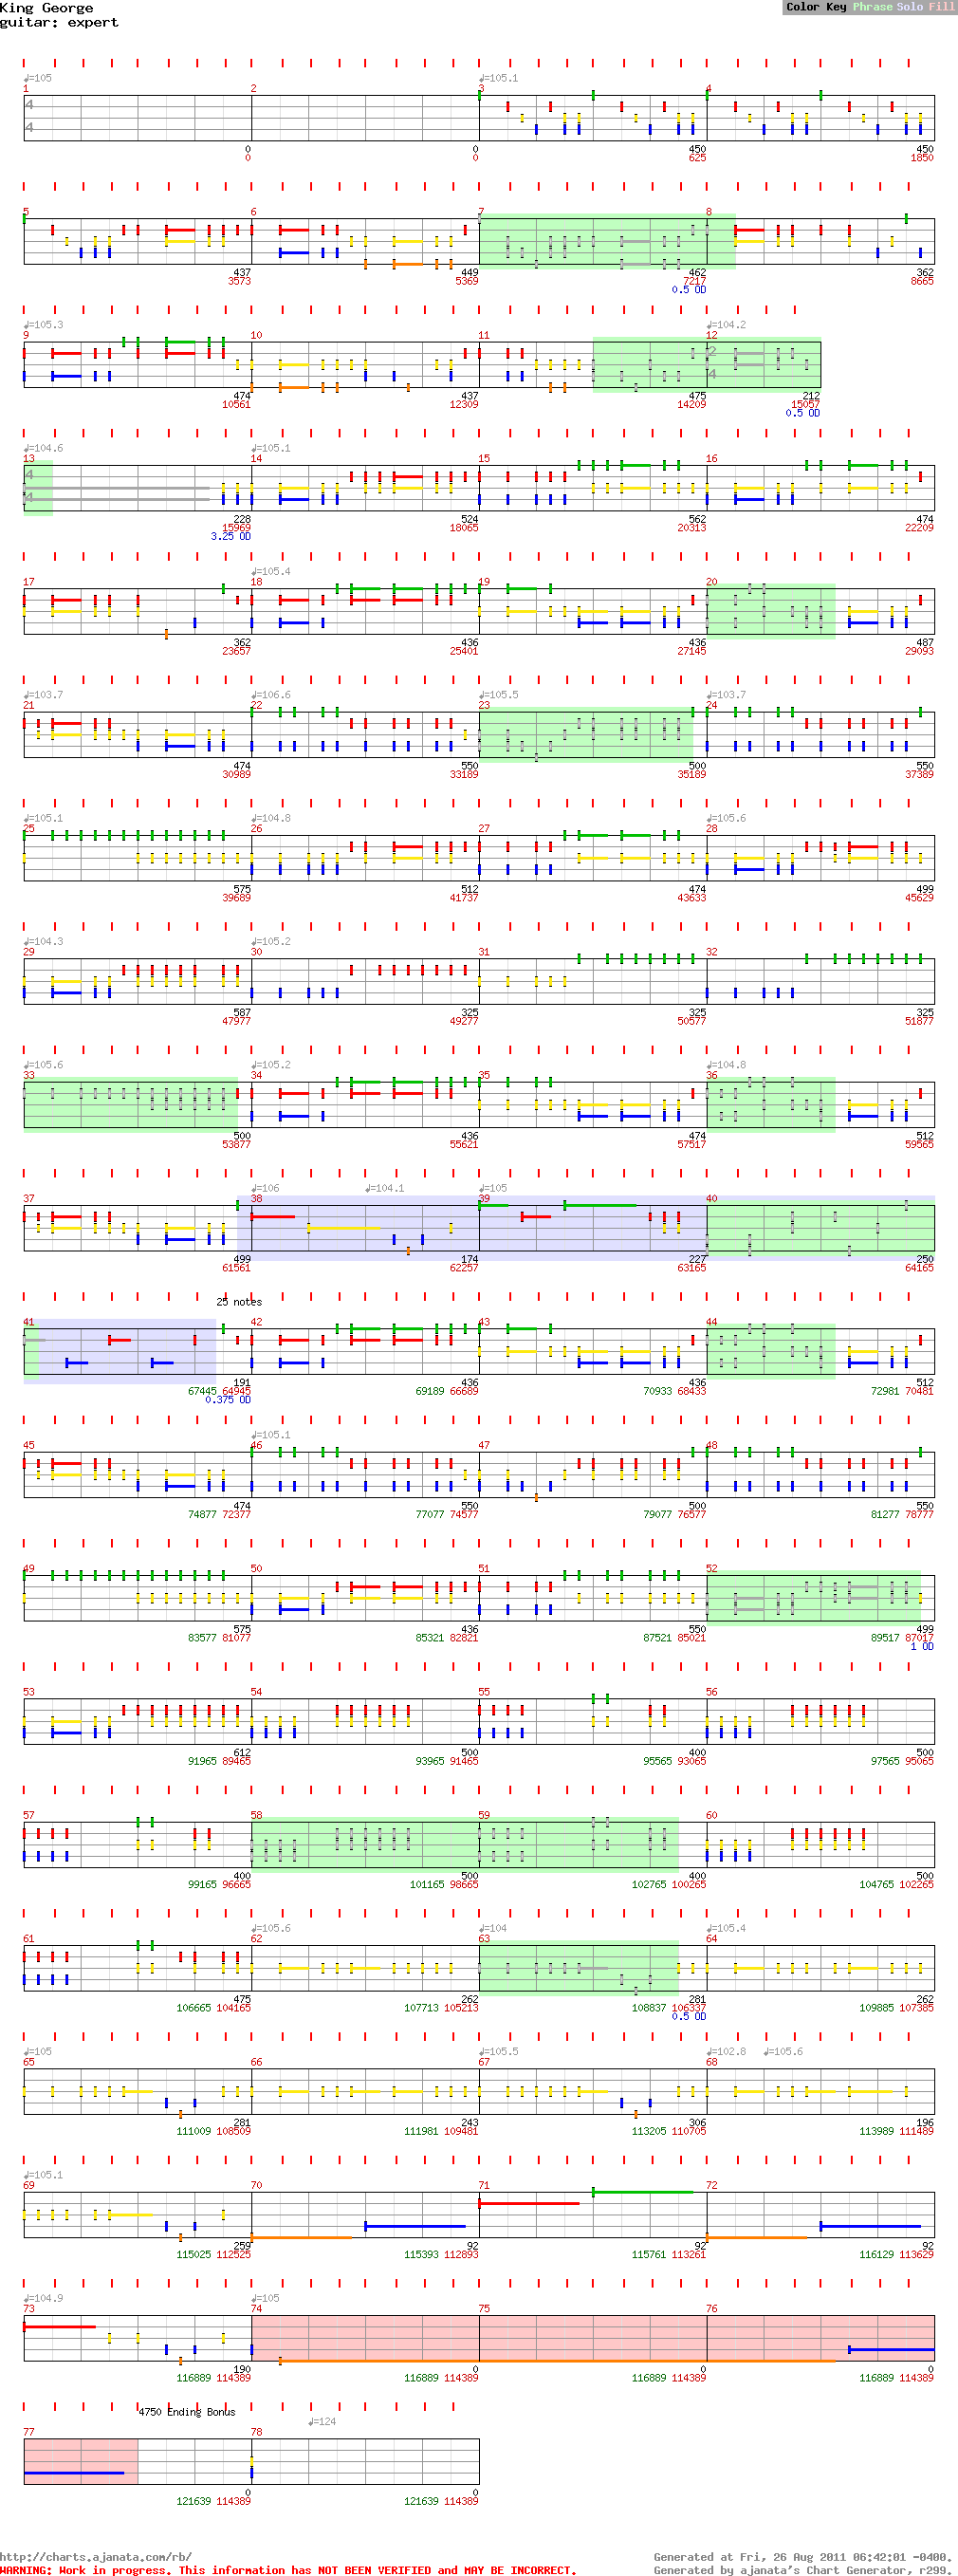 King George
guitar: expert
Color Key Phrase Solo Fill
♩=105 ♩=105.1
1 2 3 4
4
4
0 0 450 450
0 0 625 1850
5 6 7 8
437 449 462 362
3573 5369 7217 8665
0.5 OD
♩=105.3 ♩=104.2
9 10 11 12
2
4
474 437 475 212
10561 12309 14209 15057
0.5 OD
♩=104.6 ♩=105.1
13 14 15 16
4
4
228 524 562 474
15969 18065 20313 22209
3.25 OD
♩=105.4
17 18 19 20
362 436 436 487
23657 25401 27145 29093
♩=103.7 ♩=106.6 ♩=105.5 ♩=103.7
21 22 23 24
474 550 500 550
30989 33189 35189 37389
♩=105.1 ♩=104.8 ♩=105.6
25 26 27 28
575 512 474 499
39689 41737 43633 45629
♩=104.3 ♩=105.2
29 30 31 32
587 325 325 325
47977 49277 50577 51877
♩=105.6 ♩=105.2 ♩=104.8
33 34 35 36
500 436 474 512
53877 55621 57517 59565
♩=106 ♩=104.1 ♩=105
37 38 39 40
499 174 227 250
61561 62257 63165 64165
25 notes
41 42 43 44
191 436 436 512
67445 64945 69189 66689 70933 68433 72981 70481
0.375 OD
♩=105.1
45 46 47 48
474 550 500 550
74877 72377 77077 74577 79077 76577 81277 78777
49 50 51 52
575 436 550 499
83577 81077 85321 82821 87521 85021 89517 87017
1 OD
53 54 55 56
612 500 400 500
91965 89465 93965 91465 95565 93065 97565 95065
57 58 59 60
400 500 400 500
99165 96665 101165 98665 102765 100265 104765 102265
♩=105.6 ♩=104 ♩=105.4
61 62 63 64
475 262 281 262
106665 104165 107713 105213 108837 106337 109885 107385
0.5 OD
♩=105 ♩=105.5 ♩=102.8 ♩=105.6
65 66 67 68
281 243 306 196
111009 108509 111981 109481 113205 110705 113989 111489
♩=105.1
69 70 71 72
259 92 92 92
115025 112525 115393 112893 115761 113261 116129 113629
♩=104.9 ♩=105
73 74 75 76
190 0 0 0
116889 114389 116889 114389 116889 114389 116889 114389
4750 Ending Bonus
♩=124
77 78
0 0
121639 114389 121639 114389
http://charts.ajanata.com/rb/
Generated at Fri, 26 Aug 2011 06:42:01 -0400.
WARNING: Work in progress. This information has NOT BEEN VERIFIED and MAY BE INCORRECT.
Generated by ajanata's Chart Generator, r299.